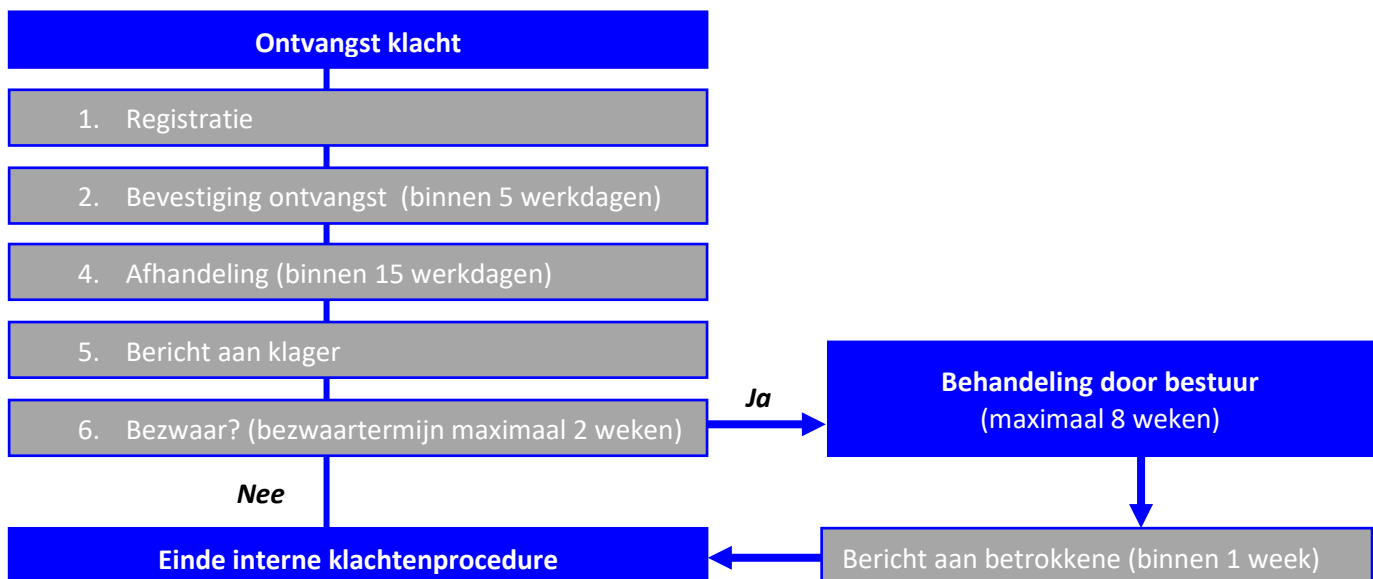 Ontvangst klacht
1. Registratie
2. Bevestiging ontvangst (binnen 5 werkdagen)
4. Afhandeling (binnen 15 werkdagen)
5. Bericht aan klager
6. Bezwaar? (bezwaartermijn maximaal 2 weken)
Ja
Behandeling door bestuur
(maximaal 8 weken)
Nee
Einde interne klachtenprocedure
Bericht aan betrokkene (binnen 1 week)